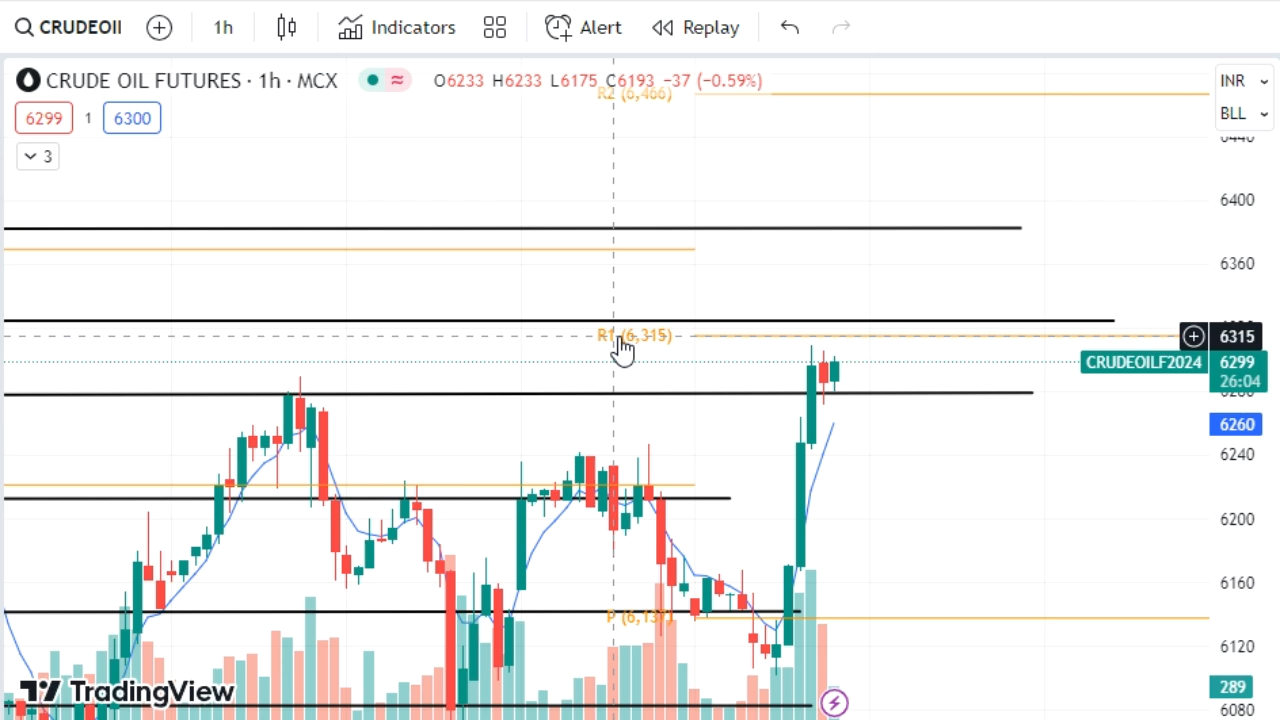 CRUDEOIl 1h Indicators Alert Replay
CRUDE OIL FUTURES · 1h · MCX O6233 H6233 L6175 C6193 −37 (−0.59%) INR
R2 (6,466)
6299 1 6300 BLL
6440
3
6400
6360
R1 (6,315) 6315
CRUDEOILF2024 6299
26:04
6280
6260
6240
6200
6160
P (6,137)
6120
TradingView 289
6080